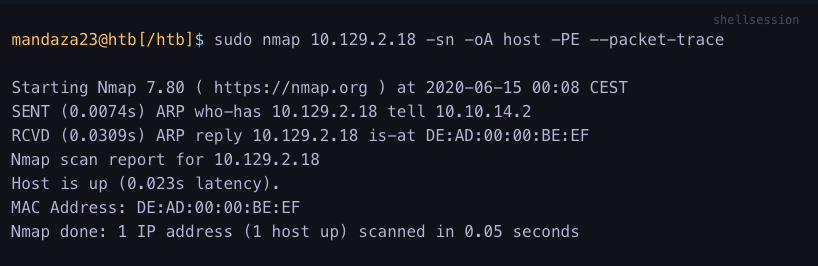 shellsession
mandaza23@htb[/htb]$ sudo nmap 10.129.2.18 -sn -oA host -PE --packet-trace
Starting Nmap 7.80 ( https://nmap.org ) at 2020-06-15 00:08 CEST
SENT (0.0074s) ARP who-has 10.129.2.18 tell 10.10.14.2
RCVD (0.0309s) ARP reply 10.129.2.18 is-at DE:AD:00:00:BE:EF
Nmap scan report for 10.129.2.18
Host is up (0.023s latency).
MAC Address: DE:AD:00:00:BE:EF
Nmap done: 1 IP address (1 host up) scanned in 0.05 seconds